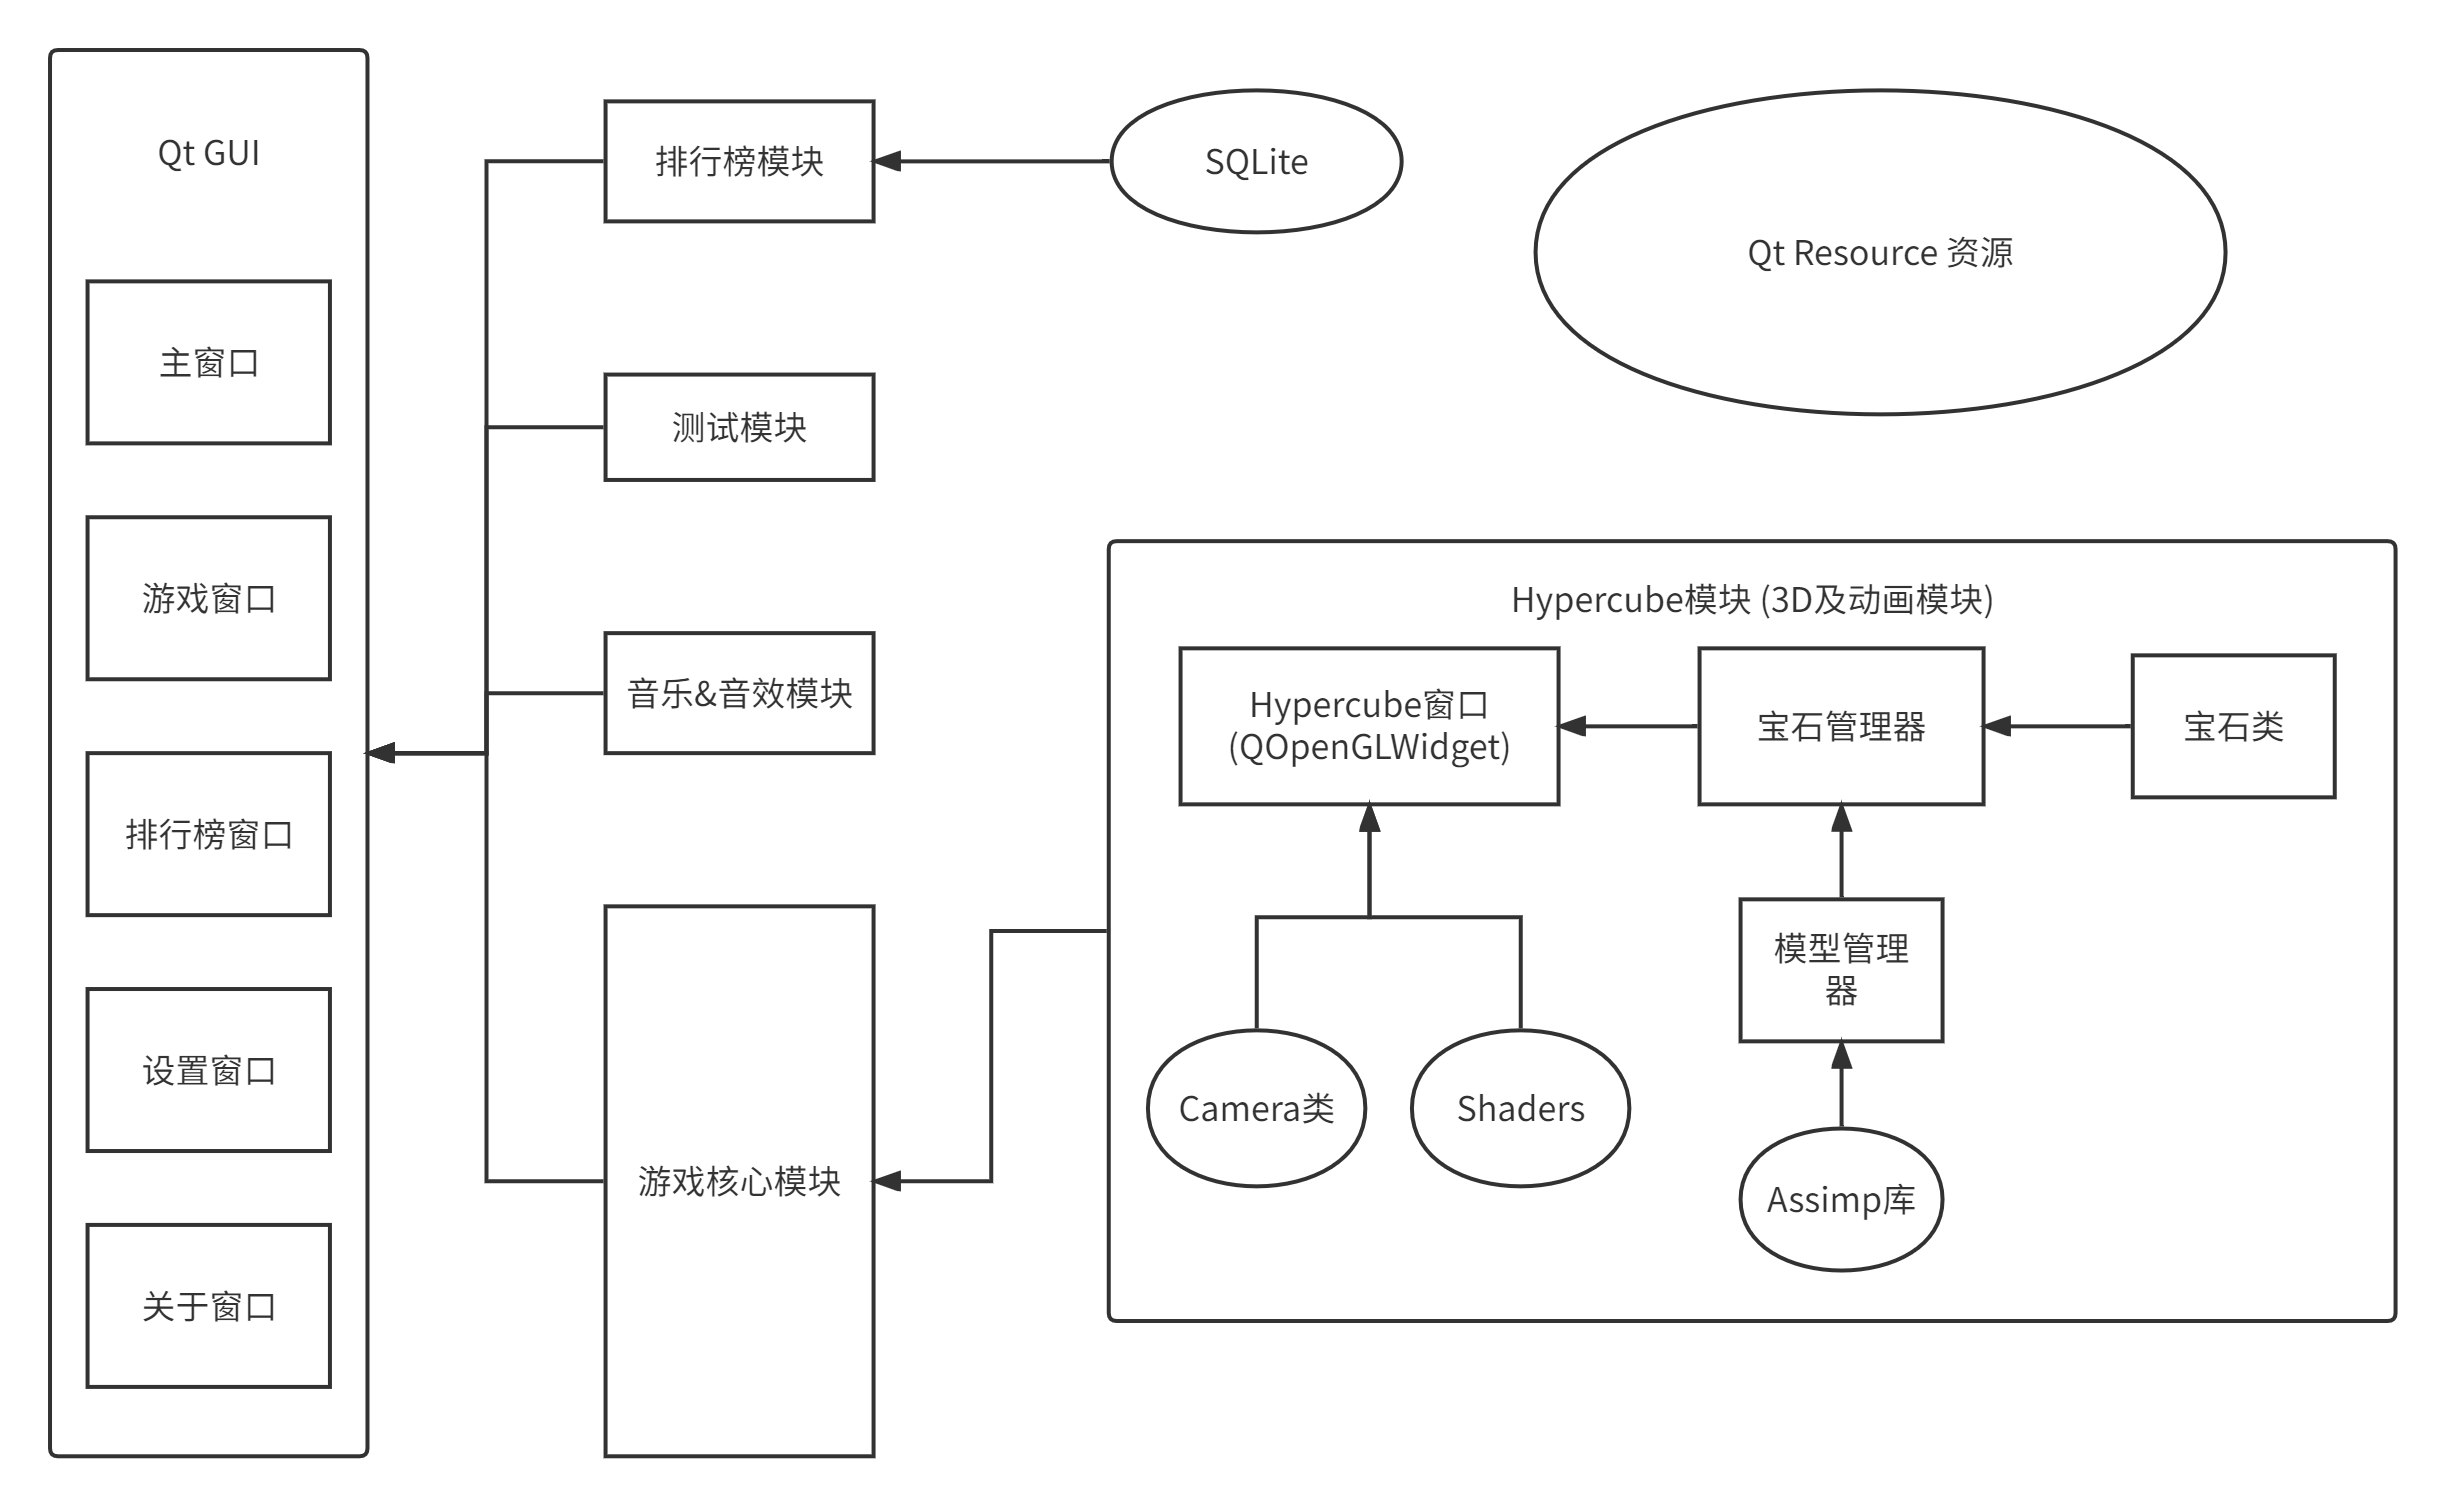 Qt GUI
主窗口
游戏窗口
排行榜窗口
设置窗口
关于窗口
排行榜模块
测试模块
音乐&音效模块
游戏核心模块
SQLite
Qt Resource 资源
Hypercube模块 (3D及动画模块)
Hypercube窗口
(QOpenGLWidget)
宝石管理器
宝石类
模型管理
器
Camera类
Shaders
Assimp库